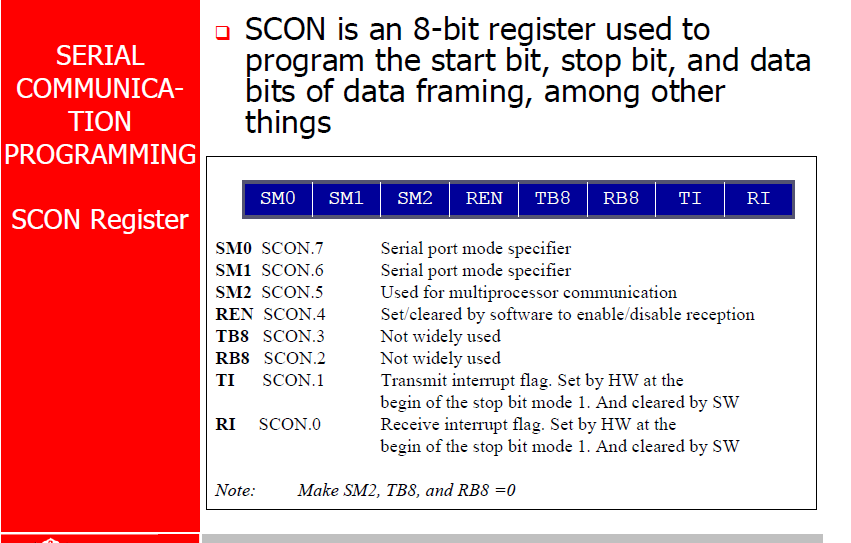 SERIAL
COMMUNICA-
TION
PROGRAMMING
SCON Register
SCON is an 8-bit register used to
program the start bit, stop bit, and data
bits of data framing, among other
things
SM0 SM1 SM2 REN TB8 RB8 TI RI
SM0 SCON.7 Serial port mode specifier
SM1 SCON.6 Serial port mode specifier
SM2 SCON.5 Used for multiprocessor communication
REN SCON.4 Set/cleared by software to enable/disable reception
TB8 SCON.3 Not widely used
RB8 SCON.2 Not widely used
TI SCON.1 Transmit interrupt flag. Set by HW at the
begin of the stop bit mode 1. And cleared by SW
RI SCON.0 Receive interrupt flag. Set by HW at the
begin of the stop bit mode 1. And cleared by SW
Note: Make SM2, TB8, and RB8 =0